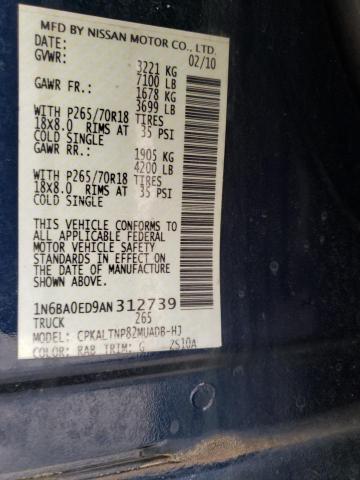 MFD BY NISSAN MOTOR CO., LTD.
DATE: 02/10
GVWR: 3221 KG
7100 LB
GAWR FR.: 1678 KG
3699 LB
WITH P265/70R18 TIRES
18x8.0 RIMS AT 35 PSI
COLD SINGLE
GAWR RR.: 1905 KG
4200 LB
WITH P265/70R18 TIRES
18x8.0 RIMS AT 35 PSI
COLD SINGLE
THIS VEHICLE CONFORMS TO
ALL APPLICABLE FEDERAL
MOTOR VEHICLE SAFETY
STANDARDS IN EFFECT ON
THE DATE OF MANUFACTURE
SHOWN ABOVE.
1N6BA0ED9AN312739
TRUCK 265
MODEL: CPKALTNP82MUADB-HJ
COLOR: RAB TRIM: G 2S10A